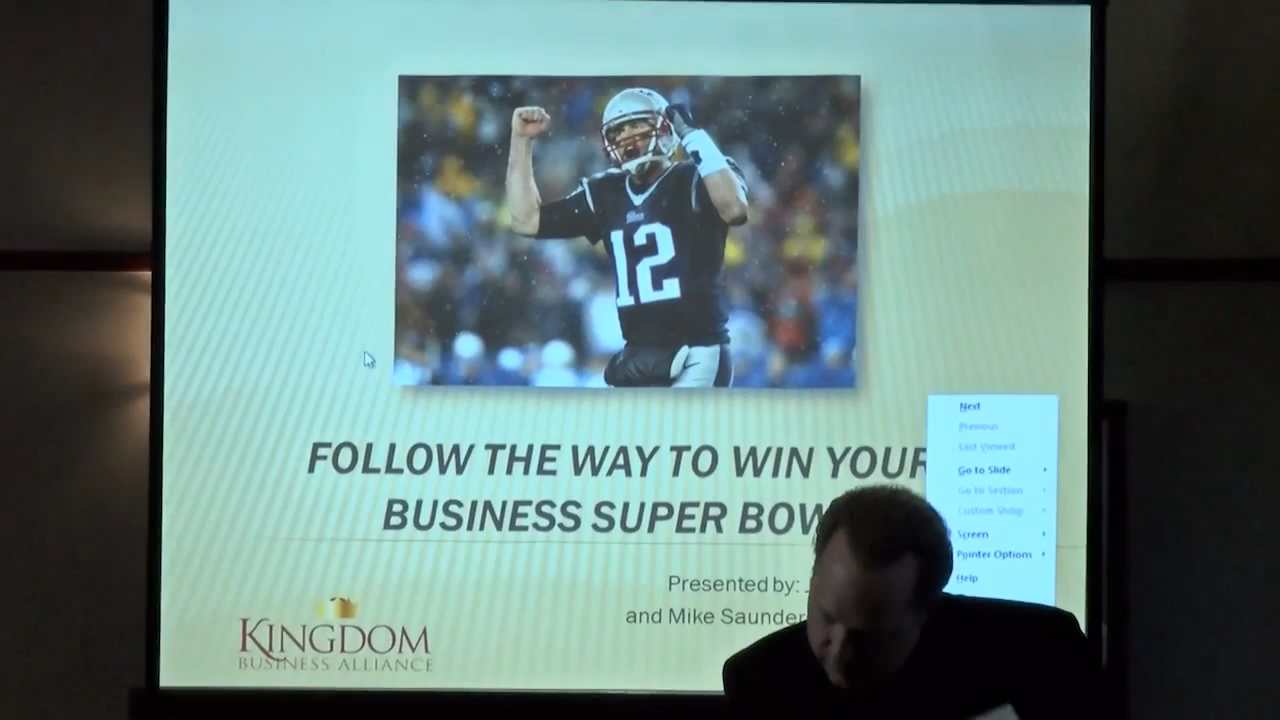 12
FOLLOW THE WAY TO WIN YOUR
BUSINESS SUPER BOW
Presented by:
and Mike Saunder
KINGDOM
BUSINESS ALLIANCE
Next
Previous
Last Viewed
Go to Slide
Go to Section
Custom Show
Screen
Pointer Options
Help